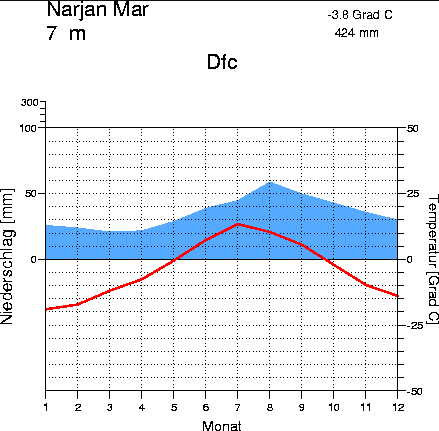 Narjan Mar
-3.8 Grad C
7 m
424 mm
Dfc
300
100
50
50
25
0
0
-25
-50
Niederschlag [mm]
Temperatur [Grad C]
1 2 3 4 5 6 7 8 9 10 11 12
Monat